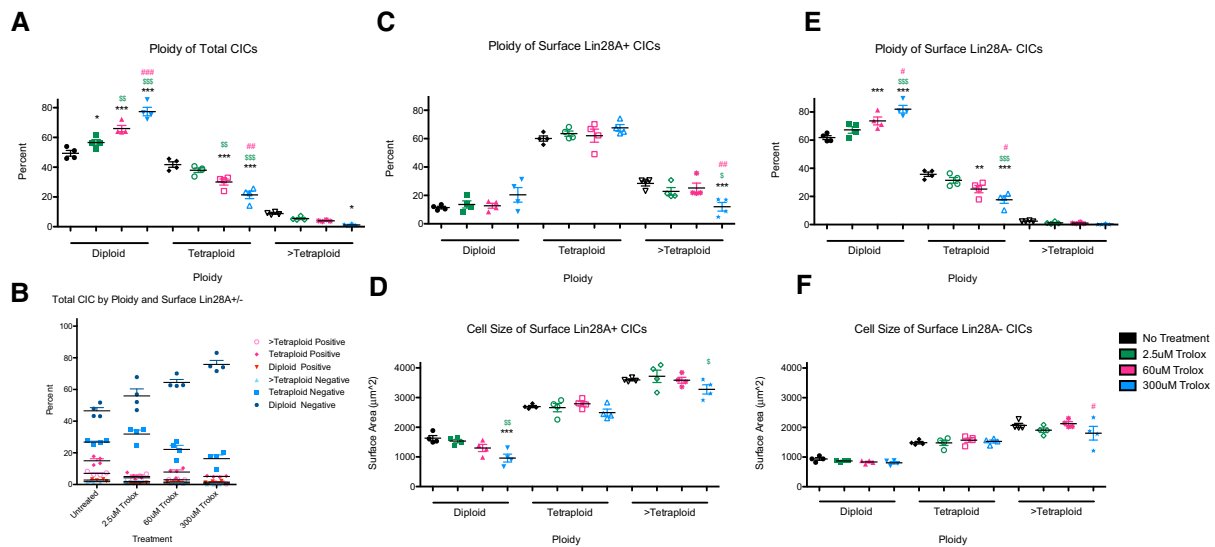 A
Ploidy of Total CICs
Percent
80
60
40
20
0
*
$$
***
###
$$$
***
$$
***
##
$$$
***
*
Diploid
Tetraploid
>Tetraploid
Ploidy
B
Total CIC by Ploidy and Surface Lin28A+/-
Percent
100
80
60
40
20
0
Untreated
2.5uM Trolox
60uM Trolox
300uM Trolox
Treatment
>Tetraploid Positive
Tetraploid Positive
Diploid Positive
>Tetraploid Negative
Tetraploid Negative
Diploid Negative
C
Ploidy of Surface Lin28A+ CICs
Percent
80
60
40
20
0
##
$
***
Diploid
Tetraploid
>Tetraploid
Ploidy
D
Cell Size of Surface Lin28A+ CICs
Surface Area (µm^2)
4000
3000
2000
1000
0
$$
***
$
Diploid
Tetraploid
>Tetraploid
Ploidy
E
Ploidy of Surface Lin28A- CICs
Percent
80
60
40
20
0
***
#
$$$
***
**
#
$$$
***
Diploid
Tetraploid
>Tetraploid
Ploidy
F
Cell Size of Surface Lin28A- CICs
Surface Area (µm^2)
4000
3000
2000
1000
0
#
Diploid
Tetraploid
>Tetraploid
Ploidy
No Treatment
2.5uM Trolox
60uM Trolox
300uM Trolox